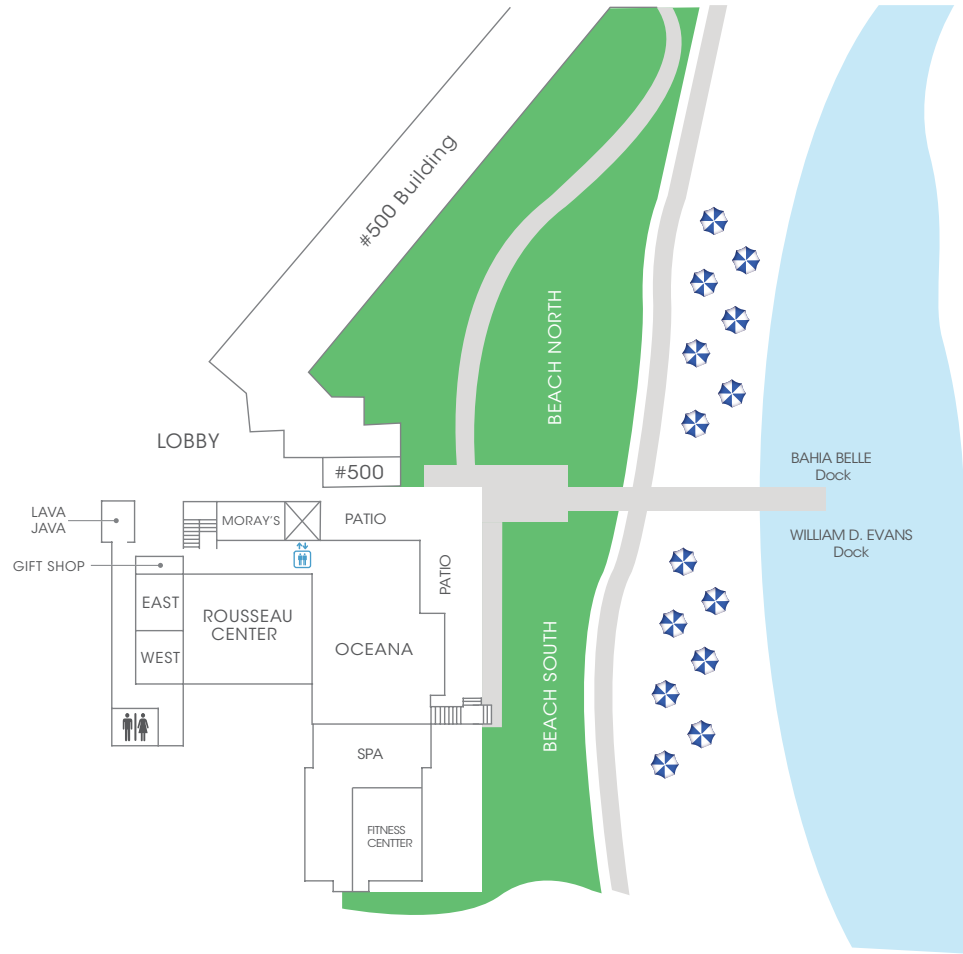 #500 Building
BEACH NORTH
LOBBY
#500
BAHIA BELLE
Dock
LAVA
JAVA
MORAY'S
PATIO
WILLIAM D. EVANS
Dock
GIFT SHOP
PATIO
EAST
ROUSSEAU
CENTER
WEST
OCEANA
BEACH SOUTH
SPA
FITNESS
CENTTER